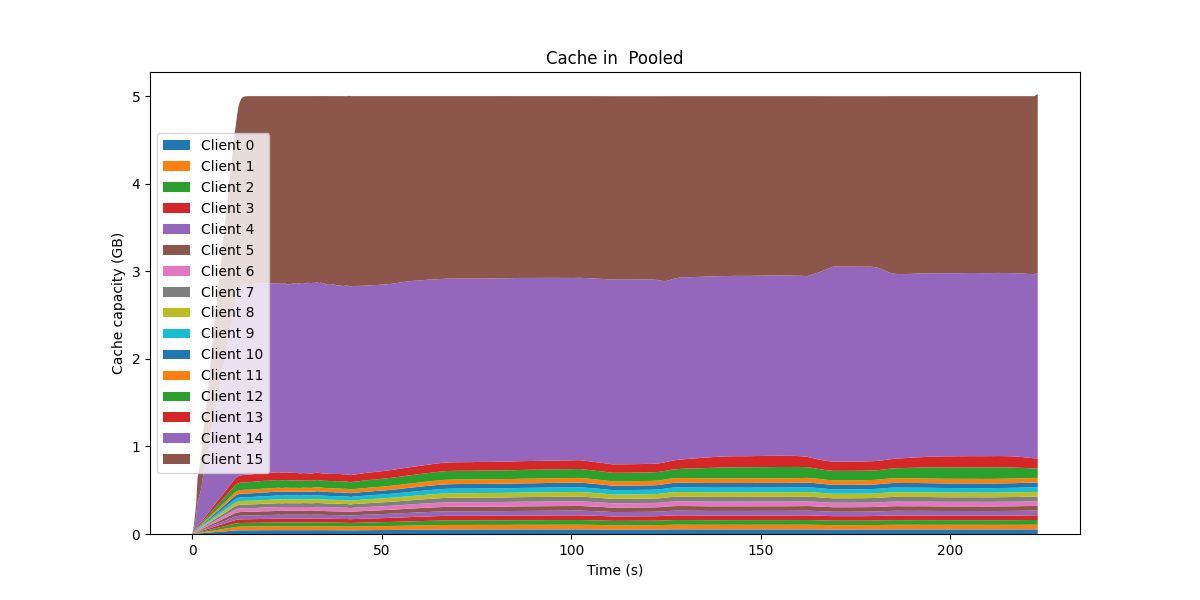 Cache in  Pooled
Cache capacity (GB)
5
4
3
2
1
0
Client 0
Client 1
Client 2
Client 3
Client 4
Client 5
Client 6
Client 7
Client 8
Client 9
Client 10
Client 11
Client 12
Client 13
Client 14
Client 15
0 50 100 150 200
Time (s)